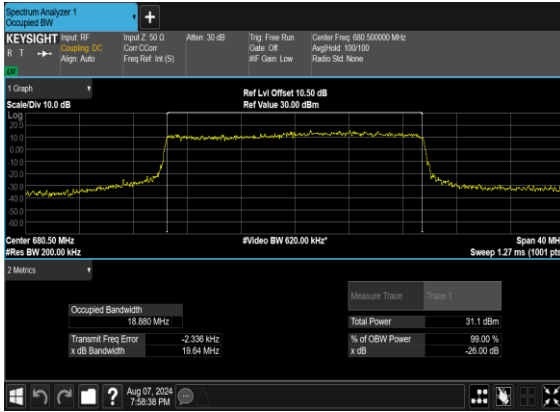 Spectrum Analyzer 1
Occupied BW
+
KEYSIGHT Input: RF Input Z: 50 Ω Atten: 30 dB Trig: Free Run Center Freq: 680.500000 MHz
R T Coupling: DC Corr CCorr Gate: Off Avg|Hold: 100/100
Align: Auto Freq Ref: Int (S) #IF Gain: Low Radio Std: None
1 Graph
Ref Lvl Offset 10.50 dB
Scale/Div 10.0 dB Ref Value 30.00 dBm
Log
20.0
10.0
0.00
-10.0
-20.0
-30.0
-40.0
-50.0
-60.0
Center 680.50 MHz #Video BW 620.00 kHz* Span 40 MH
#Res BW 200.00 kHz Sweep 1.27 ms (1001 pts
2 Metrics
Measure Trace Trace 1
Occupied Bandwidth
18.880 MHz Total Power 31.1 dBm
Transmit Freq Error -2.336 kHz % of OBW Power 99.00 %
x dB Bandwidth 19.64 MHz x dB -26.00 dB
? Aug 07, 2024
7:58:38 PM